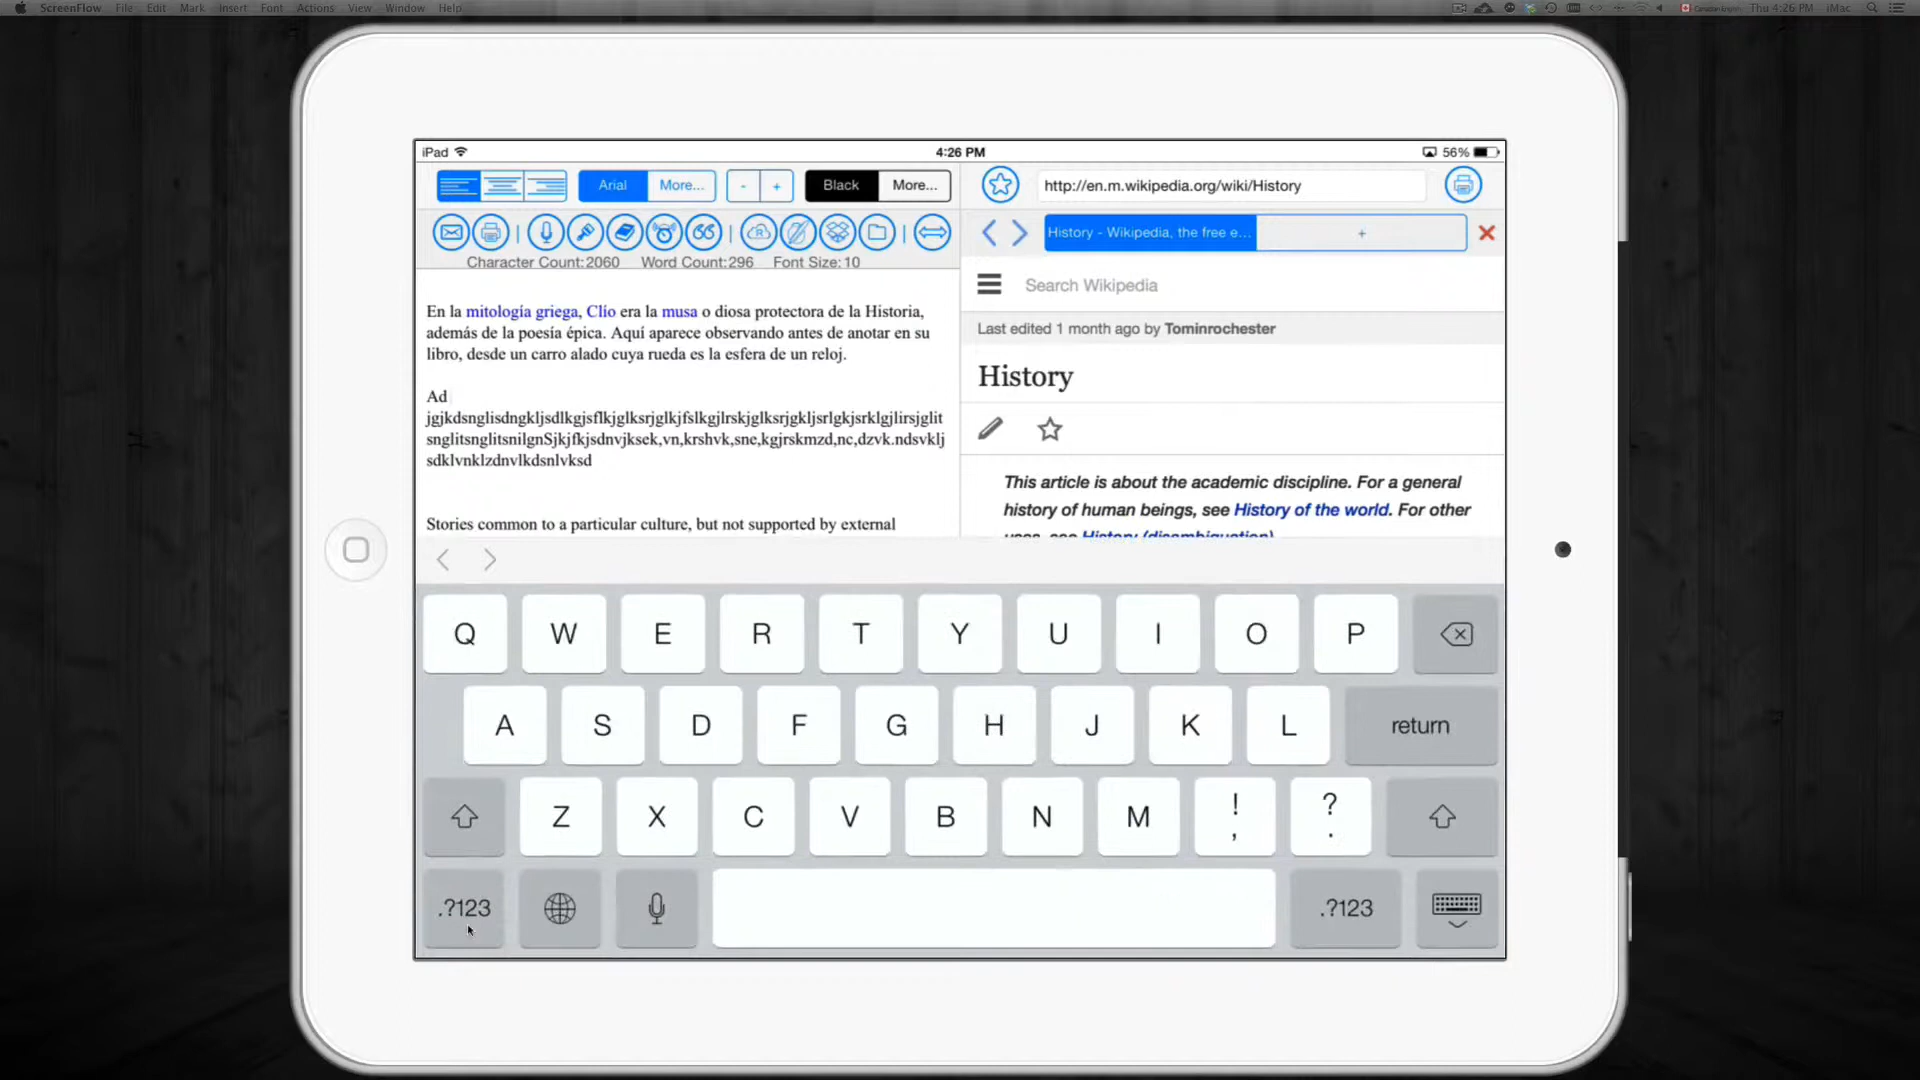 ScreenFlow File Edit Mark Insert Font Actions View Window Help
Thu 4:26 PM iMac
iPad 4:26 PM 56%
Arial More... - + Black More...
http://en.m.wikipedia.org/wiki/History
History - Wikipedia, the free e... +
Character Count:2060 Word Count:296 Font Size:10
Search Wikipedia
En la mitología griega, Clío era la musa o diosa protectora de la Historia,
además de la poesía épica. Aquí aparece observando antes de anotar en su
libro, desde un carro alado cuya rueda es la esfera de un reloj.
Ad
jgjkdsnglisdngkljsdlkgjsflkjglksrjglkjfslkgjlrskjglksrjgkljsrlgkjsrklgjlirsjglit
snglitsnglitsnilgnSjkjfkjsdnvjksek,vn,krshvk,sne,kgjrskmzd,nc,dzvk.ndsvklj
sdklvnklzdnvlkdsnlvksd
Stories common to a particular culture, but not supported by external
Last edited 1 month ago by Tominrochester
History
This article is about the academic discipline. For a general
history of human beings, see History of the world. For other
uses, see History (disambiguation)
Q W E R T Y U I O P
A S D F G H J K L return
Z X C V B N M ! , ? .
.?123 .?123